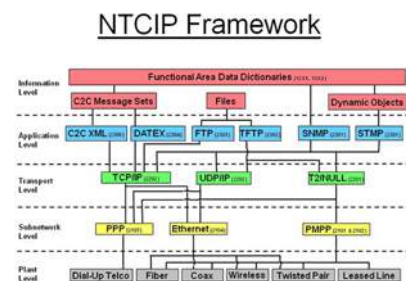 NTCIP Framework
Information Level
Functional Area Data Dictionaries
C2C Message Sets
Files
Dynamic Objects
Application Level
C2C XML
DATEX
FTP
TFTP
SNMP
STMP
Transport Level
TCP/IP
UDP/IP
T2/NULL
Subnetwork Level
PPP
Ethernet
PMPP
Plant Level
Dial-Up Telco
Fiber
Coax
Wireless
Twisted Pair
Leased Line